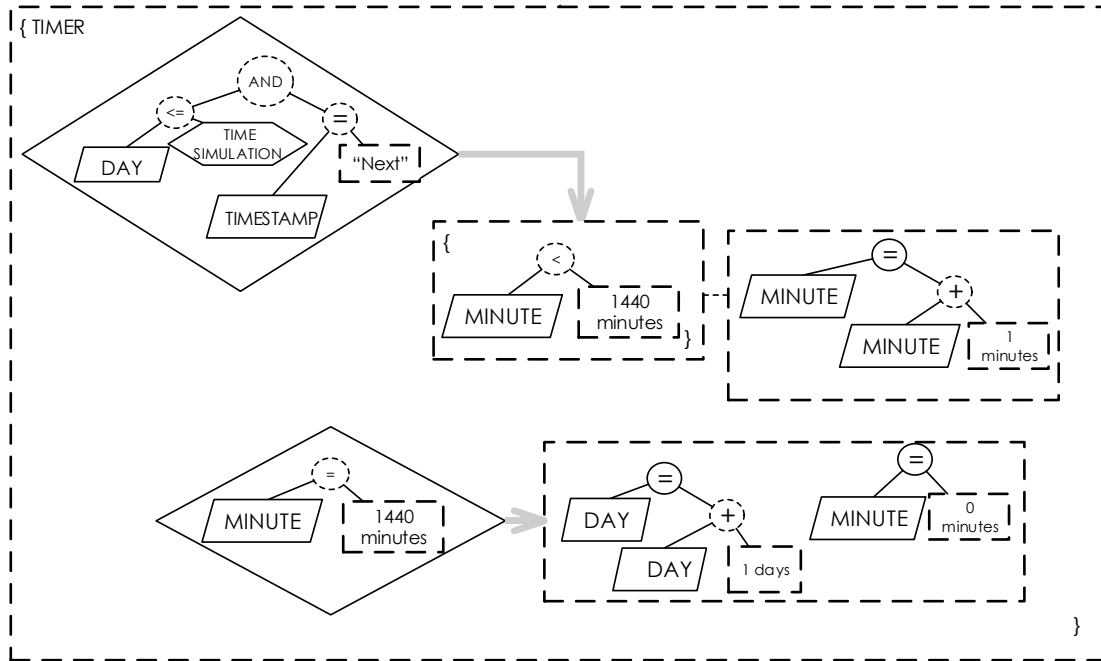 { TIMER
AND
<=
=
TIME
SIMULATION
DAY
“Next”
TIMESTAMP
{
<
MINUTE
1440
minutes
}
=
MINUTE
+
MINUTE
1
minutes
=
MINUTE
1440
minutes
=
DAY
+
DAY
1 days
=
MINUTE
0
minutes
}